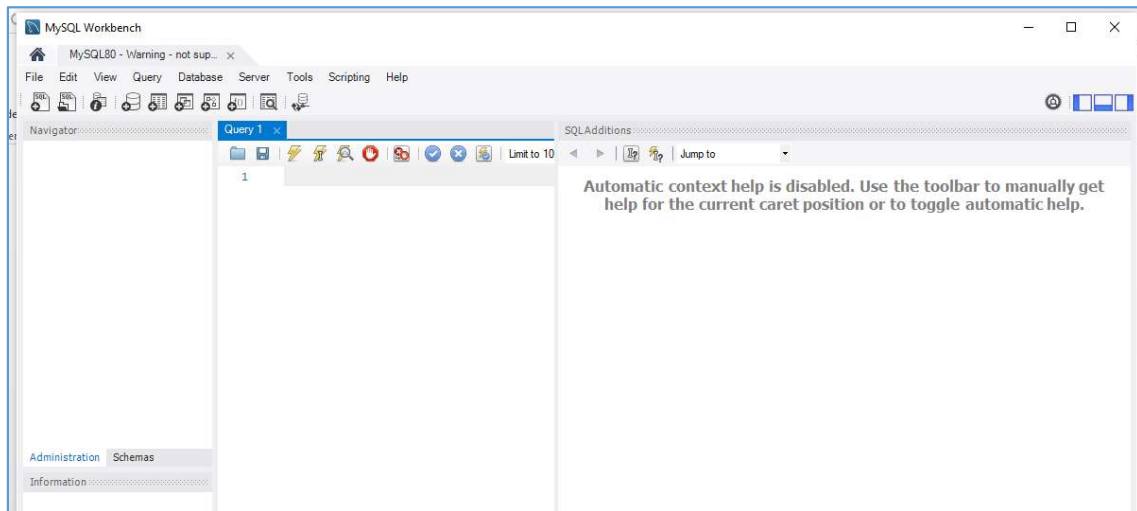 MySQL Workbench
MySQL80 - Warning - not sup...
File Edit View Query Database Server Tools Scripting Help
Navigator
Query 1
SQLAdditions
Limit to 10
Jump to
1
Automatic context help is disabled. Use the toolbar to manually get
help for the current caret position or to toggle automatic help.
Administration Schemas
Information